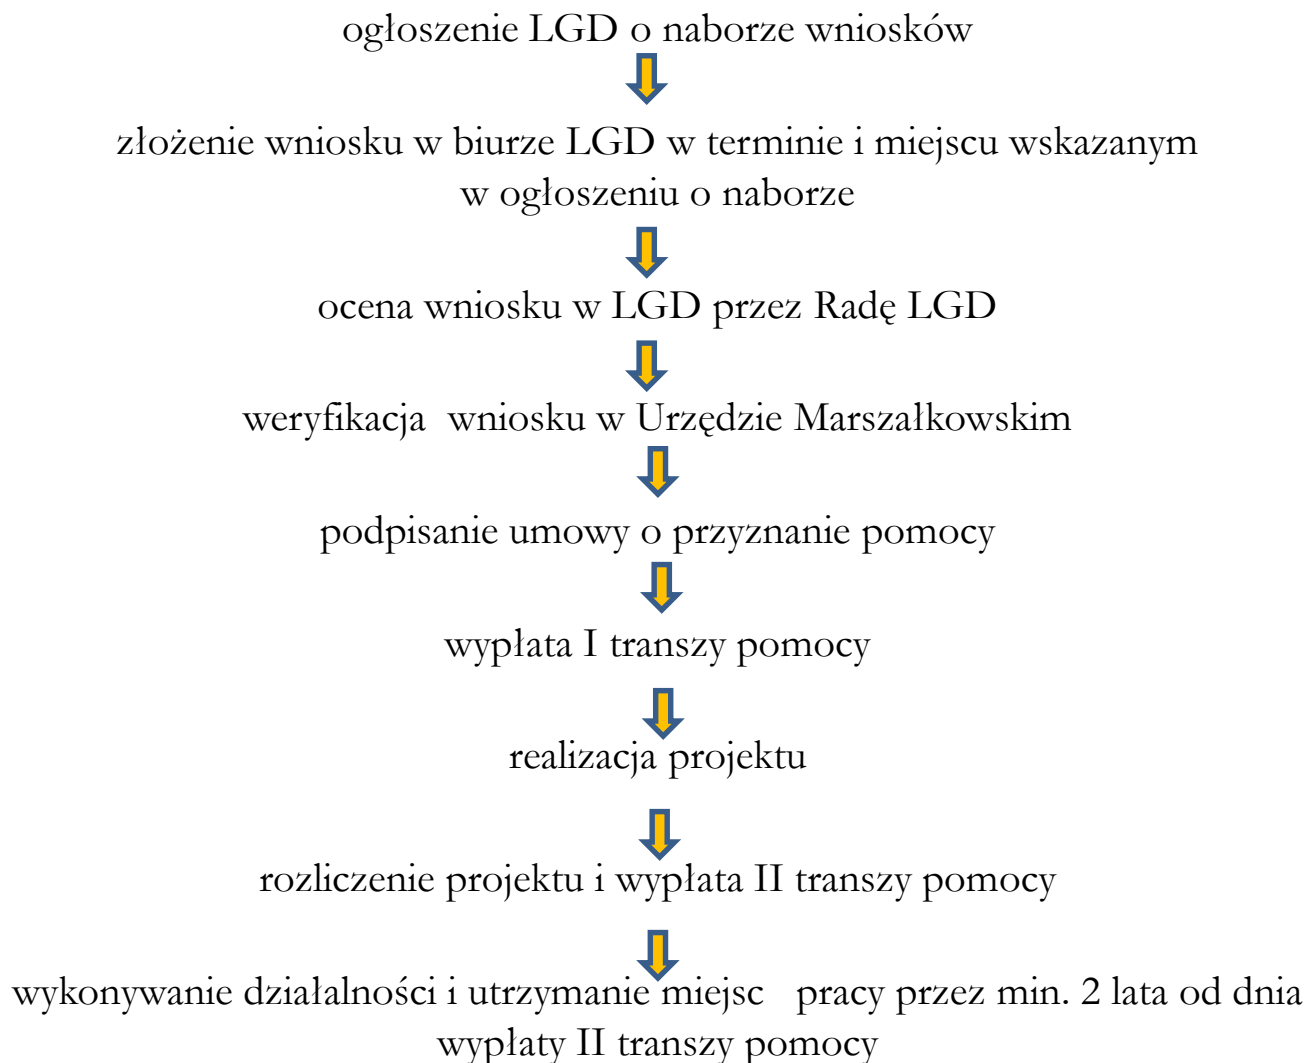 ogłoszenie LGD o naborze wniosków
złożenie wniosku w biurze LGD w terminie i miejscu wskazanym
w ogłoszeniu o naborze
ocena wniosku w LGD przez Radę LGD
weryfikacja wniosku w Urzędzie Marszałkowskim
podpisanie umowy o przyznanie pomocy
wypłata I transzy pomocy
realizacja projektu
rozliczenie projektu i wypłata II transzy pomocy
wykonywanie działalności i utrzymanie miejsc pracy przez min. 2 lata od dnia
wypłaty II transzy pomocy